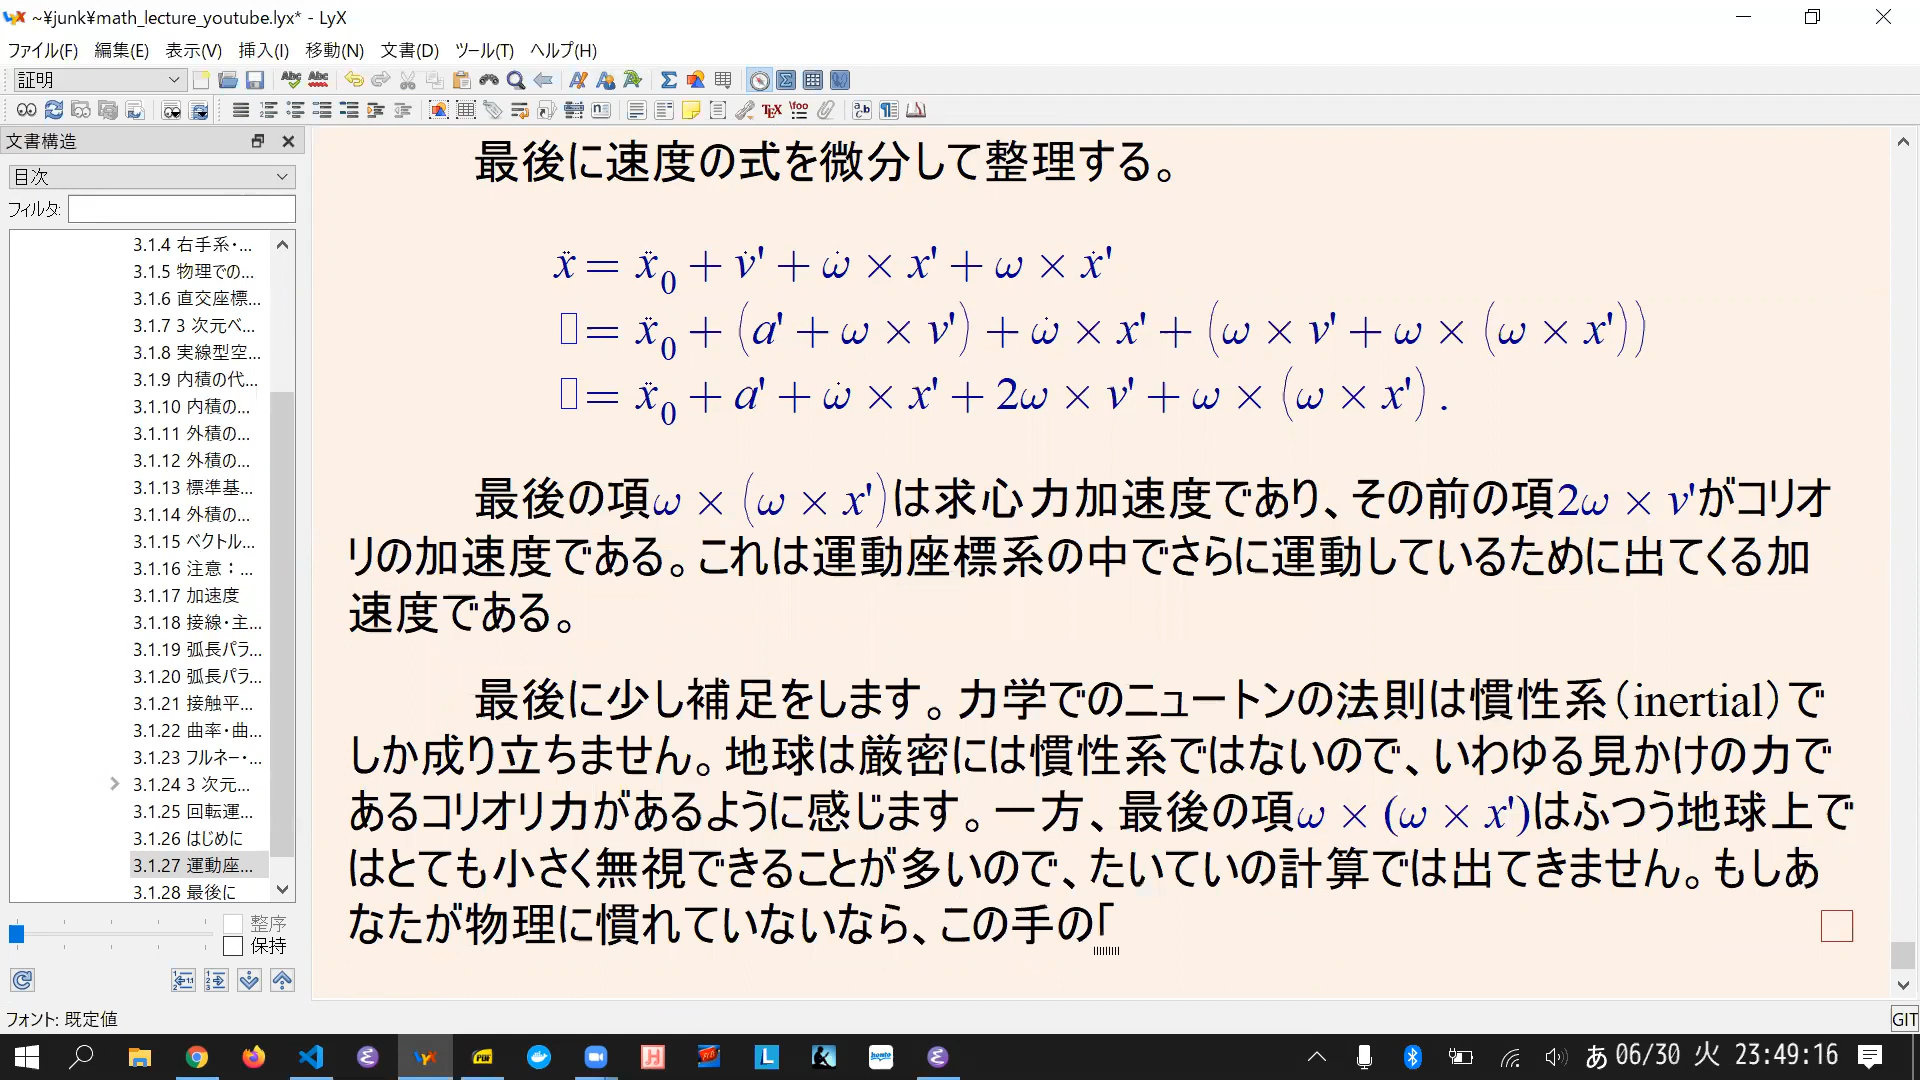 ~¥junk¥math_lecture_youtube.lyx* - LyX
ファイル(F) 編集(E) 表示(V) 挿入(I) 移動(N) 文書(D) ツール(T) ヘルプ(H)
証明
文書構造
目次
フィルタ:
3.1.4 右手系・...
3.1.5 物理での...
3.1.6 直交座標...
3.1.7 3 次元ベ...
3.1.8 実線型空...
3.1.9 内積の代...
3.1.10 内積の...
3.1.11 外積の...
3.1.12 外積の...
3.1.13 標準基...
3.1.14 外積の...
3.1.15 ベクトル...
3.1.16 注意：...
3.1.17 加速度
3.1.18 接線・主...
3.1.19 弧長パラ...
3.1.20 弧長パラ...
3.1.21 接触平...
3.1.22 曲率・曲...
3.1.23 フルネー・...
3.1.24 3 次元...
3.1.25 回転運...
3.1.26 はじめに
3.1.27 運動座...
3.1.28 最後に
整序
保持
最後に速度の式を微分して整理する。
ẍ = ẍ₀ + v̇' + ω̇ × x' + ω × ẋ'
= ẍ₀ + (a' + ω × v') + ω̇ × x' + (ω × v' + ω × (ω × x'))
= ẍ₀ + a' + ω̇ × x' + 2ω × v' + ω × (ω × x') .
最後の項ω × (ω × x')は求心力加速度であり、その前の項2ω × v'がコリオ
リの加速度である。これは運動座標系の中でさらに運動しているために出てくる加
速度である。
最後に少し補足をします。力学でのニュートンの法則は慣性系（inertial）で
しか成り立ちません。地球は厳密には慣性系ではないので、いわゆる見かけの力で
あるコリオリ力があるように感じます。一方、最後の項ω × (ω × x')はふつう地球上で
はとても小さく無視できることが多いので、たいていの計算では出てきません。もしあ
なたが物理に慣れていないなら、この手の「
フォント: 既定値
GIT
あ 06/30 火 23:49:16